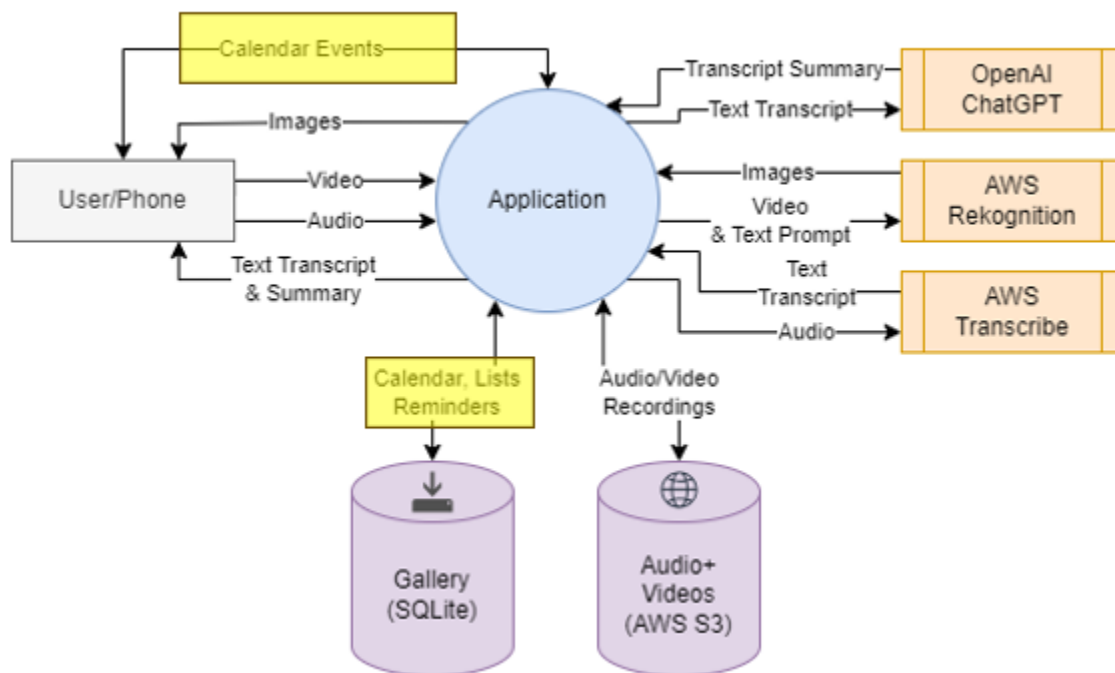 Calendar Events
Transcript Summary
OpenAI
ChatGPT
Text Transcript
Images
User/Phone
Video
Audio
Application
Images
AWS
Rekognition
Video
& Text Prompt
Text Transcript
& Summary
Text
Transcript
AWS
Transcribe
Audio
Calendar, Lists
Reminders
Audio/Video
Recordings
Gallery
(SQLite)
Audio+
Videos
(AWS S3)